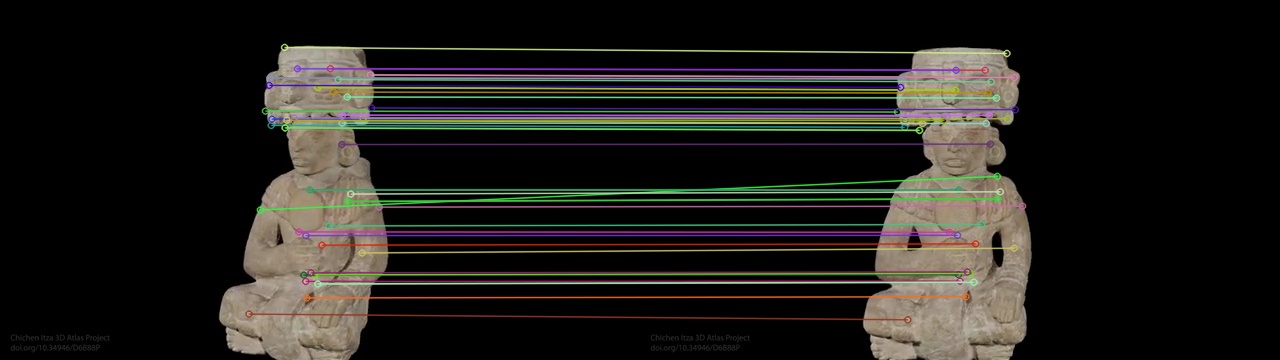 Chichen Itza 3D Atlas Project
doi.org/10.34946/D6B88P
Chichen Itza 3D Atlas Project
doi.org/10.34946/D6B88P